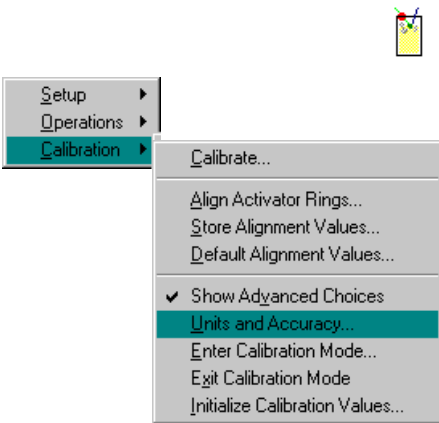 Setup
Operations
Calibration
Calibrate...
Align Activator Rings...
Store Alignment Values...
Default Alignment Values...
Show Advanced Choices
Units and Accuracy...
Enter Calibration Mode...
Exit Calibration Mode
Initialize Calibration Values...